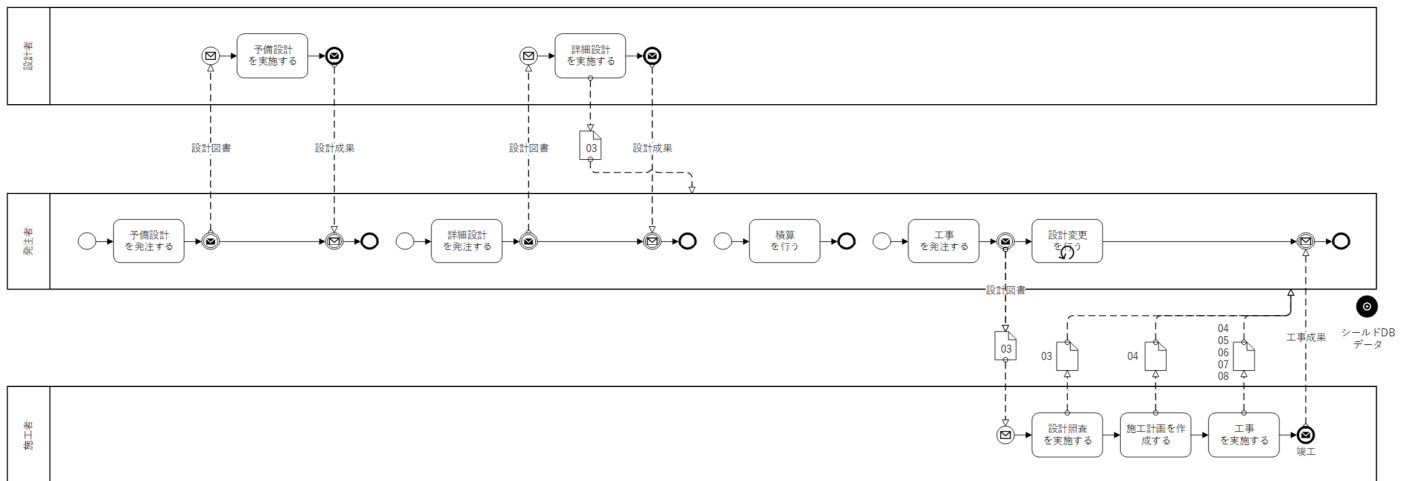 設計者
予備設計
を実施する
詳細設計
を実施する
設計図書
設計成果
設計図書
03
設計成果
発注者
予備設計
を発注する
詳細設計
を発注する
積算
を行う
工事
を発注する
設計変更
を行う
設計図書
03
03
04
04
05
06
07
08
工事成果
シールドDB
データ
施工者
設計照査
を実施する
施工計画を作
成する
工事
を実施する
竣工